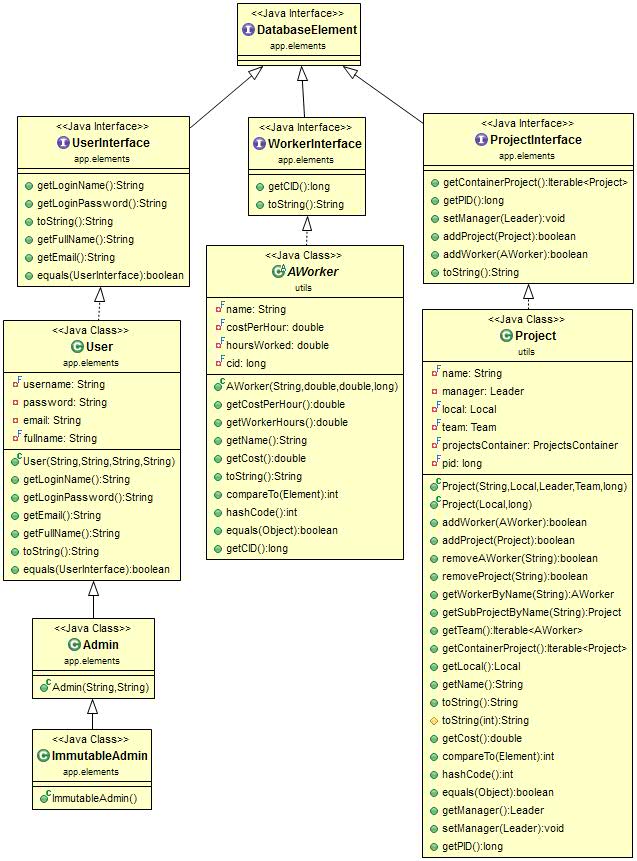 <<Java Interface>>
DatabaseElement
app.elements
<<Java Interface>>
UserInterface
app.elements
getLoginName():String
getLoginPassword():String
toString():String
getFullName():String
getEmail():String
equals(UserInterface):boolean
<<Java Interface>>
WorkerInterface
app.elements
getCID():long
toString():String
<<Java Interface>>
ProjectInterface
app.elements
getContainerProject():Iterable<Project>
getPID():long
setManager(Leader):void
addProject(Project):boolean
addWorker(AWorker):boolean
toString():String
<<Java Class>>
User
app.elements
username: String
password: String
email: String
fullname: String
User(String,String,String,String)
getLoginName():String
getLoginPassword():String
getEmail():String
getFullName():String
toString():String
equals(UserInterface):boolean
<<Java Class>>
AWorker
utils
name: String
costPerHour: double
hoursWorked: double
cid: long
AWorker(String,double,double,long)
getCostPerHour():double
getWorkerHours():double
getName():String
getCost():double
toString():String
compareTo(Element):int
hashCode():int
equals(Object):boolean
getCID():long
<<Java Class>>
Project
utils
name: String
manager: Leader
local: Local
team: Team
projectsContainer: ProjectsContainer
pid: long
Project(String,Local,Leader,Team,long)
Project(Local,long)
addWorker(AWorker):boolean
addProject(Project):boolean
removeAWorker(String):boolean
removeProject(String):boolean
getWorkerByName(String):AWorker
getSubProjectByName(String):Project
getTeam():Iterable<AWorker>
getContainerProject():Iterable<Project>
getLocal():Local
getName():String
toString():String
toString(int):String
getCost():double
compareTo(Element):int
hashCode():int
equals(Object):boolean
getManager():Leader
setManager(Leader):void
getPID():long
<<Java Class>>
Admin
app.elements
Admin(String,String)
<<Java Class>>
ImmutableAdmin
app.elements
ImmutableAdmin()